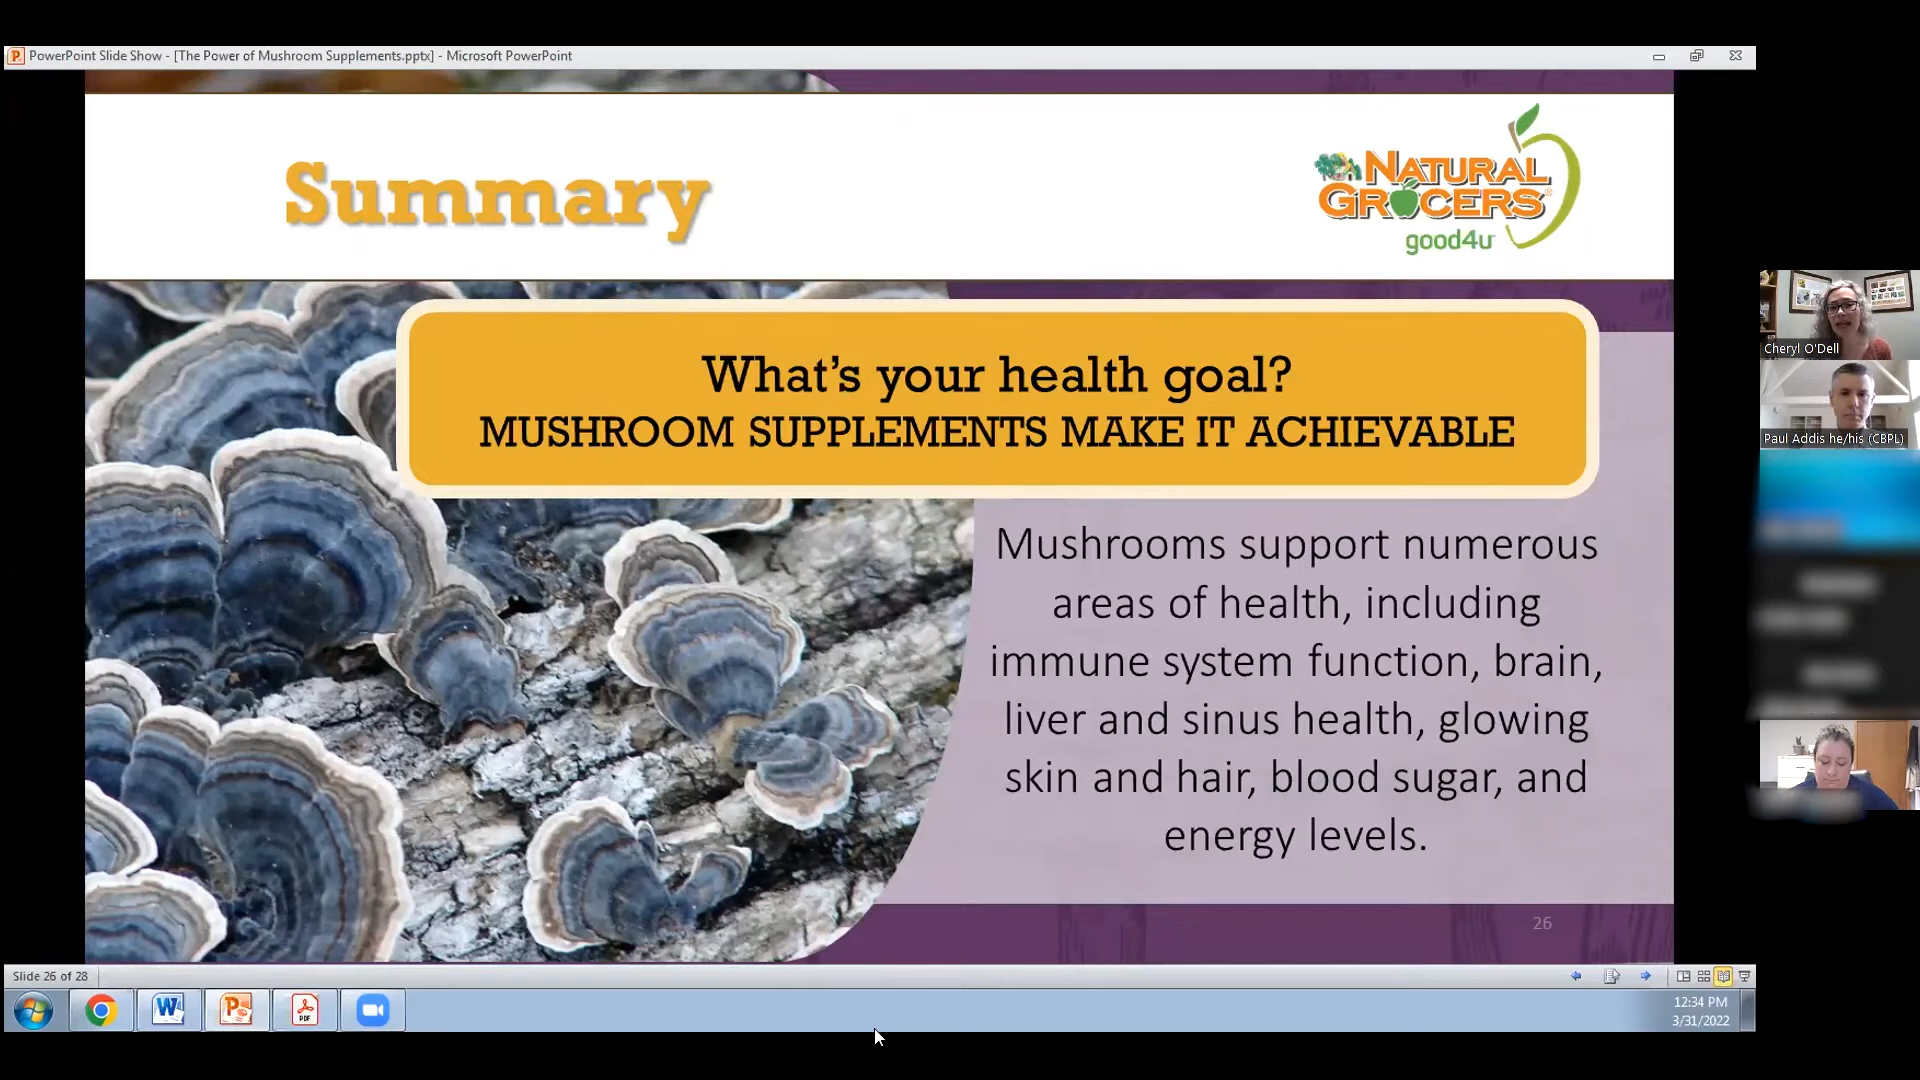 PowerPoint Slide Show - [The Power of Mushroom Supplements.pptx] - Microsoft PowerPoint
Summary
NATURAL
GROCERS
good4u
What's your health goal?
MUSHROOM SUPPLEMENTS MAKE IT ACHIEVABLE
Mushrooms support numerous
areas of health, including
immune system function, brain,
liver and sinus health, glowing
skin and hair, blood sugar, and
energy levels.
26
Cheryl O'Dell
Paul Addis he/his (CBPL)
Slide 26 of 28
PDF
12:34 PM
3/31/2022